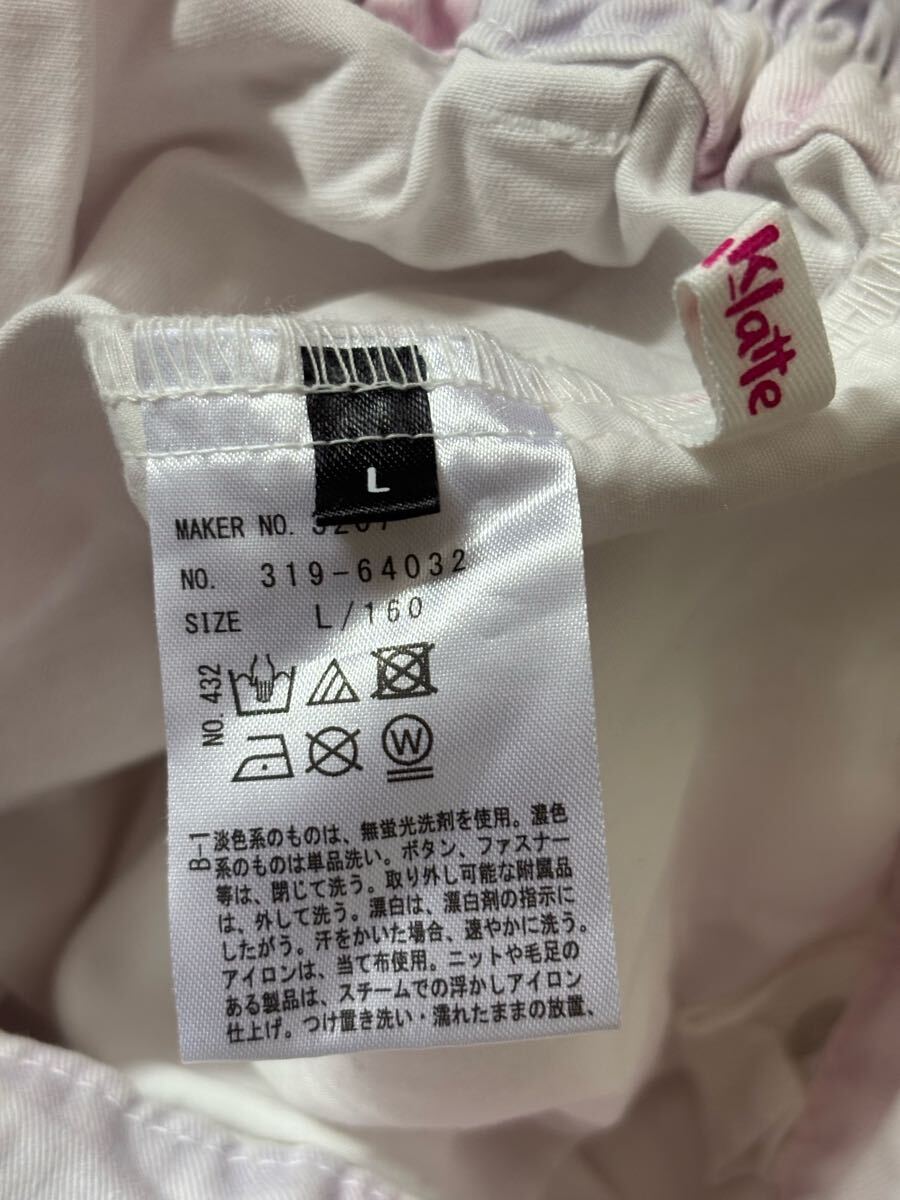 Klatte
L
MAKER NO. 3207
NO. 319-64032
SIZE L/160
NO. 432
W
B-1
淡色系のものは、無蛍光洗剤を使用。濃色
系のものは単品洗い。ボタン、ファスナー
等は、閉じて洗う。取り外し可能な附属品
は、外して洗う。漂白は、漂白剤の指示に
したがう。汗をかいた場合、速やかに洗う。
アイロンは、当て布使用。ニットや毛足の
ある製品は、スチームでの浮かしアイロン
仕上げ。つけ置き洗い・濡れたままの放置、